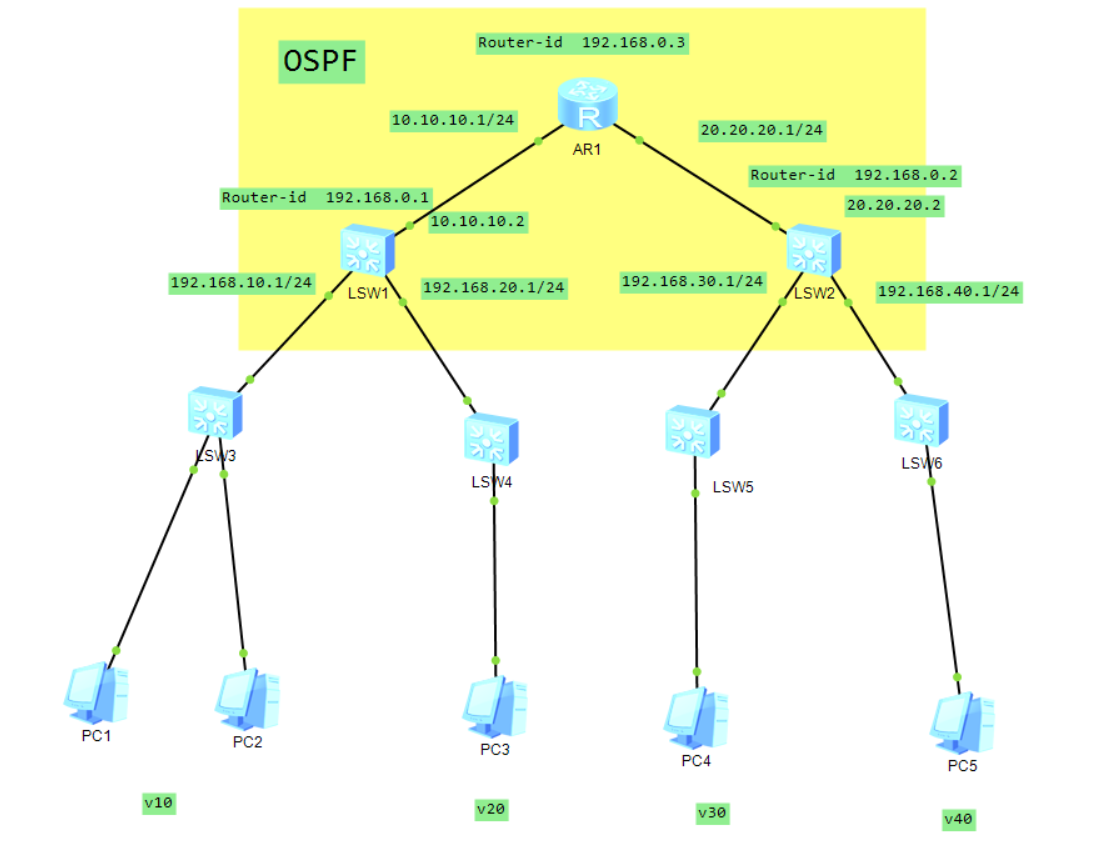 Router-id  192.168.0.3
OSPF
R
10.10.10.1/24
20.20.20.1/24
AR1
Router-id  192.168.0.2
Router-id  192.168.0.1
20.20.20.2
10.10.10.2
192.168.10.1/24
LSW1
192.168.20.1/24
192.168.30.1/24
LSW2
192.168.40.1/24
LSW3
LSW4
LSW5
LSW6
PC1
PC2
PC3
PC4
PC5
v10
v20
v30
v40